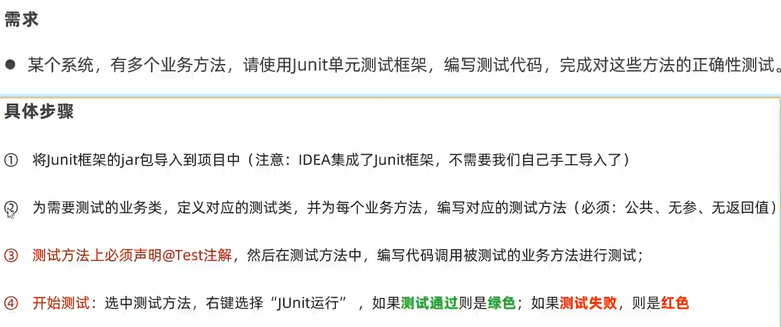 需求
● 某个系统，有多个业务方法，请使用Junit单元测试框架，编写测试代码，完成对这些方法的正确性测试。
具体步骤
① 将Junit框架的jar包导入到项目中（注意：IDEA集成了Junit框架，不需要我们自己手工导入了）
② 为需要测试的业务类，定义对应的测试类，并为每个业务方法，编写对应的测试方法（必须：公共、无参、无返回值）
③ 测试方法上必须声明@Test注解，然后在测试方法中，编写代码调用被测试的业务方法进行测试；
④ 开始测试：选中测试方法，右键选择“JUnit运行” ，如果测试通过则是绿色；如果测试失败，则是红色